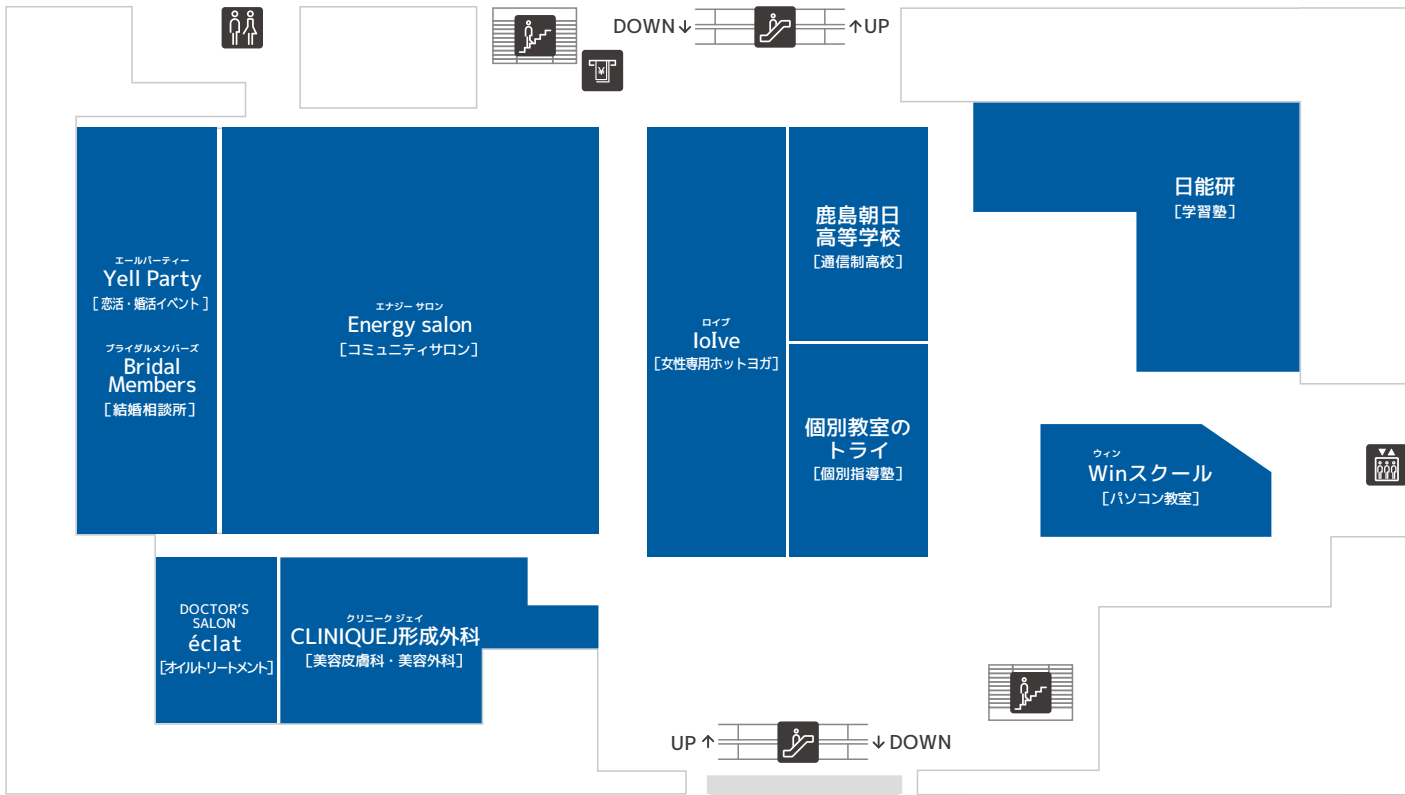 DOWN↓
↑UP
¥
エールパーティー
Yell Party
[恋活・婚活イベント]
ブライダルメンバーズ
Bridal
Members
[結婚相談所]
エナジー サロン
Energy salon
[コミュニティサロン]
ロイブ
loIve
[女性専用ホットヨガ]
鹿島朝日
高等学校
[通信制高校]
個別教室の
トライ
[個別指導塾]
日能研
[学習塾]
ウィン
Winスクール
[パソコン教室]
DOCTOR'S
SALON
éclat
[オイルトリートメント]
クリニーク ジェイ
CLINIQUEJ形成外科
[美容皮膚科・美容外科]
UP↑
↓DOWN